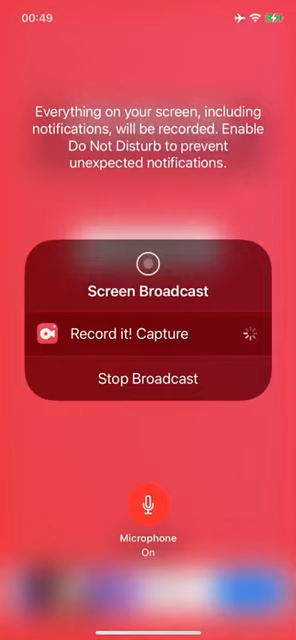 00:49
Everything on your screen, including
notifications, will be recorded. Enable
Do Not Disturb to prevent
unexpected notifications.
Screen Broadcast
Record it! Capture
Stop Broadcast
Microphone
On